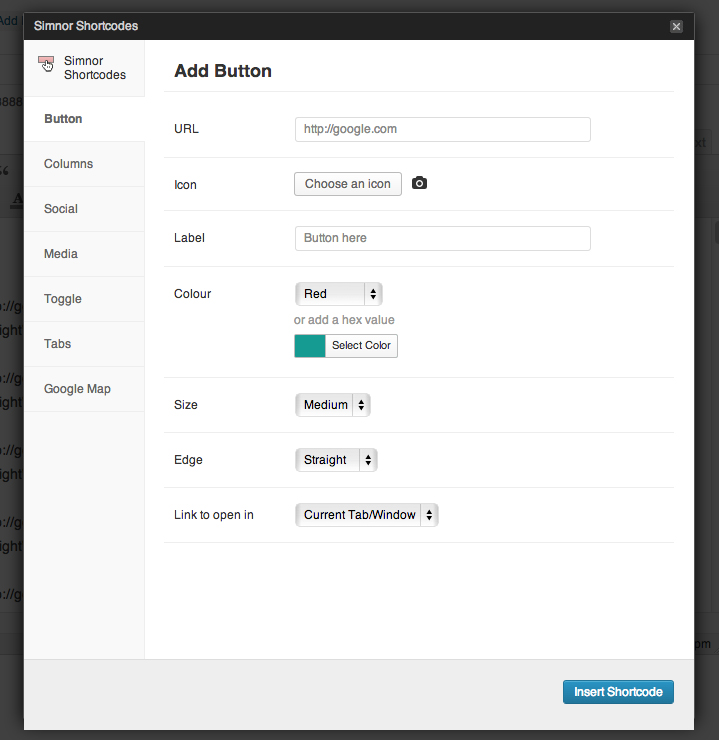 Simnor Shortcodes
Simnor
Shortcodes
Button
Columns
Social
Media
Toggle
Tabs
Google Map
Add Button
URL
http://google.com
Icon
Choose an icon
Label
Button here
Colour
Red
or add a hex value
Select Color
Size
Medium
Edge
Straight
Link to open in
Current Tab/Window
Insert Shortcode